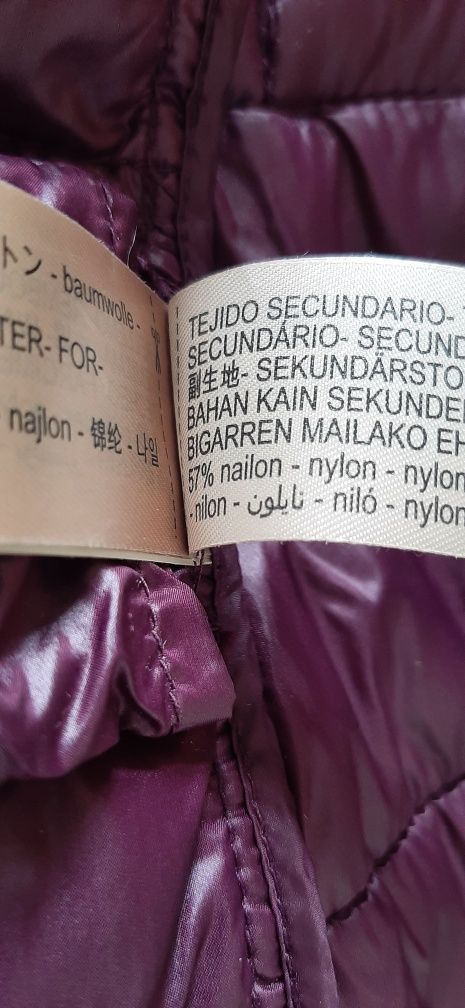 トン - baumwolle -
TER- FOR-
najlon - 锦纶 - 나일
TEJIDO SECUNDARIO-
SECUNDÁRIO- SECUND
副生地- SEKUNDÄRSTO
BAHAN KAIN SEKUNDE
BIGARREN MAILAKO EH
57% nailon - nylon - nylon
-nilon - نايلون - niló - nylon